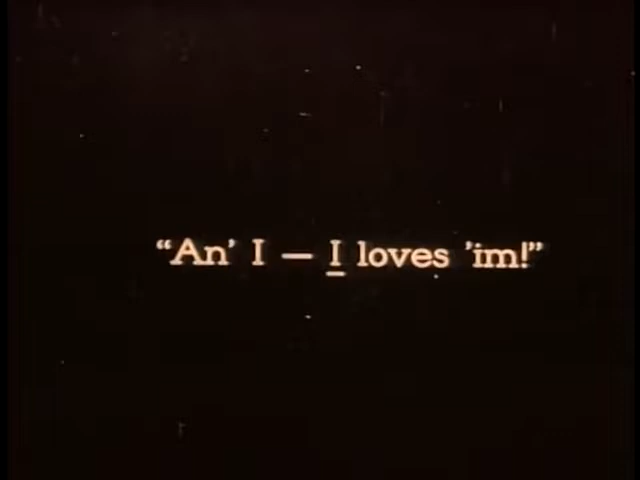 “An’ I — I loves ’im!”